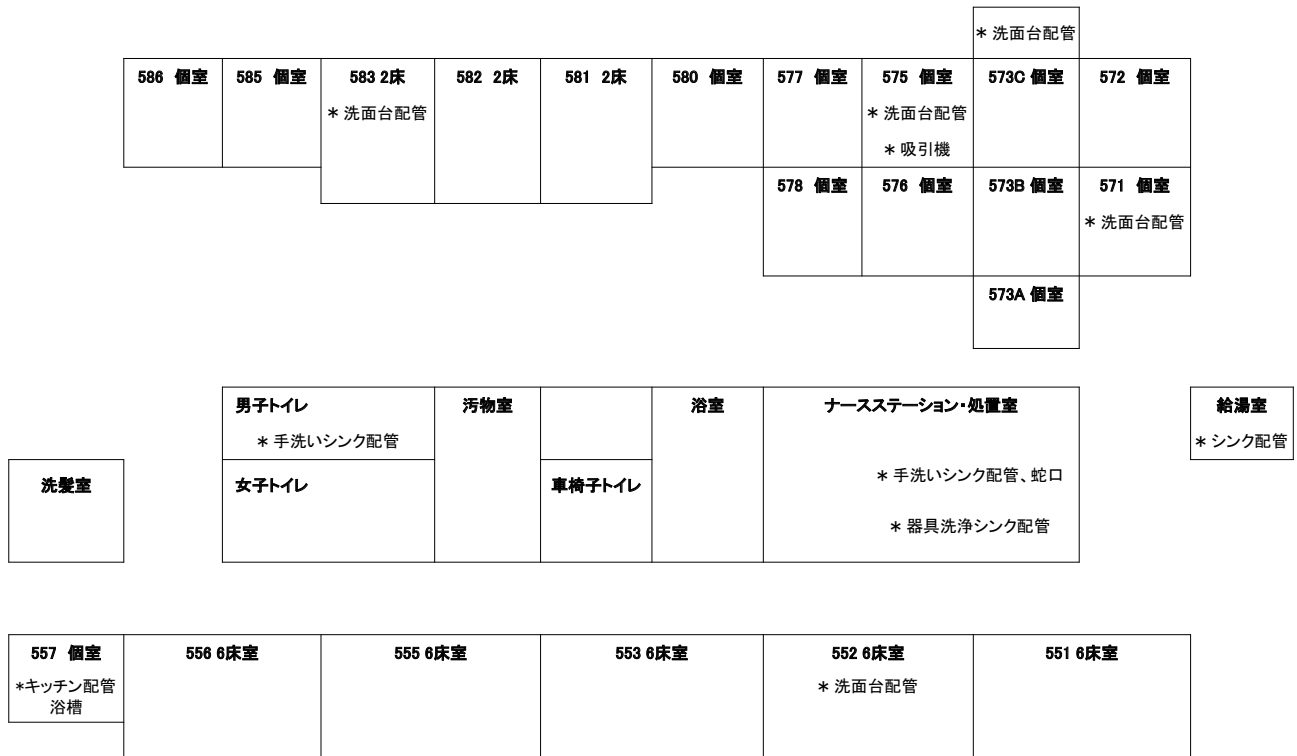 ＊洗面台配管
586 個室
585 個室
583 2床
582 2床
581 2床
580 個室
577 個室
575 個室
573C 個室
572 個室
＊洗面台配管
＊洗面台配管
＊吸引機
578 個室
576 個室
573B 個室
571 個室
＊洗面台配管
573A 個室
男子トイレ
汚物室
浴室
ナースステーション・処置室
給湯室
＊手洗いシンク配管
＊シンク配管
洗髪室
女子トイレ
車椅子トイレ
＊手洗いシンク配管、蛇口
＊器具洗浄シンク配管
557 個室
556 6床室
555 6床室
553 6床室
552 6床室
551 6床室
*キッチン配管
浴槽
＊洗面台配管